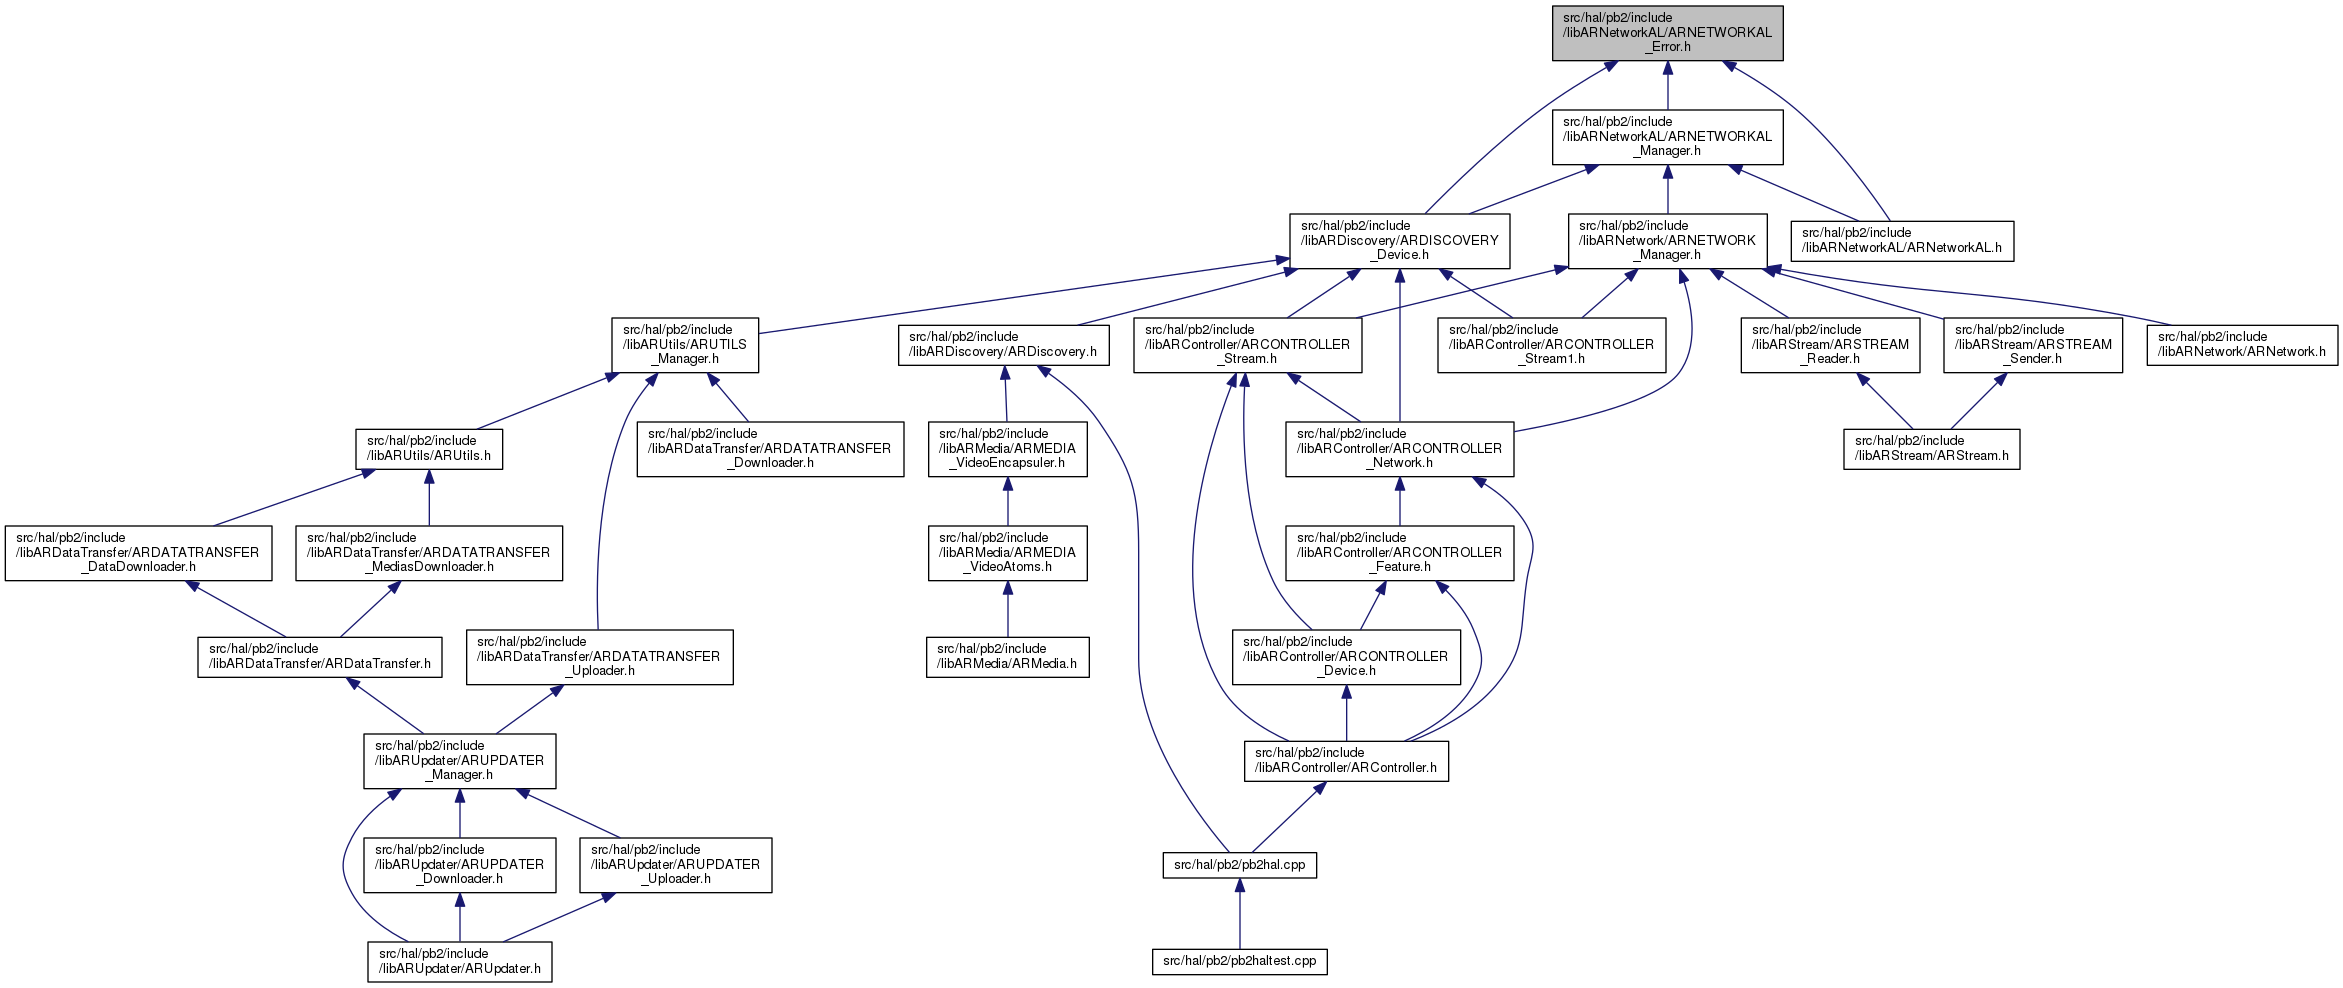 src/hal/pb2/include
/libARNetworkAL/ARNETWORKAL
_Error.h
src/hal/pb2/include
/libARNetworkAL/ARNETWORKAL
_Manager.h
src/hal/pb2/include
/libARDiscovery/ARDISCOVERY
_Device.h
src/hal/pb2/include
/libARNetwork/ARNETWORK
_Manager.h
src/hal/pb2/include
/libARNetworkAL/ARNetworkAL.h
src/hal/pb2/include
/libARUtils/ARUTILS
_Manager.h
src/hal/pb2/include
/libARDiscovery/ARDiscovery.h
src/hal/pb2/include
/libARController/ARCONTROLLER
_Stream.h
src/hal/pb2/include
/libARController/ARCONTROLLER
_Stream1.h
src/hal/pb2/include
/libARStream/ARSTREAM
_Reader.h
src/hal/pb2/include
/libARStream/ARSTREAM
_Sender.h
src/hal/pb2/include
/libARNetwork/ARNetwork.h
src/hal/pb2/include
/libARUtils/ARUtils.h
src/hal/pb2/include
/libARDataTransfer/ARDATATRANSFER
_Downloader.h
src/hal/pb2/include
/libARMedia/ARMEDIA
_VideoEncapsuler.h
src/hal/pb2/include
/libARController/ARCONTROLLER
_Network.h
src/hal/pb2/include
/libARStream/ARStream.h
src/hal/pb2/include
/libARDataTransfer/ARDATATRANSFER
_DataDownloader.h
src/hal/pb2/include
/libARDataTransfer/ARDATATRANSFER
_MediasDownloader.h
src/hal/pb2/include
/libARMedia/ARMEDIA
_VideoAtoms.h
src/hal/pb2/include
/libARController/ARCONTROLLER
_Feature.h
src/hal/pb2/include
/libARDataTransfer/ARDataTransfer.h
src/hal/pb2/include
/libARDataTransfer/ARDATATRANSFER
_Uploader.h
src/hal/pb2/include
/libARMedia/ARMedia.h
src/hal/pb2/include
/libARController/ARCONTROLLER
_Device.h
src/hal/pb2/include
/libARUpdater/ARUPDATER
_Manager.h
src/hal/pb2/include
/libARController/ARController.h
src/hal/pb2/include
/libARUpdater/ARUPDATER
_Downloader.h
src/hal/pb2/include
/libARUpdater/ARUPDATER
_Uploader.h
src/hal/pb2/pb2hal.cpp
src/hal/pb2/include
/libARUpdater/ARUpdater.h
src/hal/pb2/pb2haltest.cpp